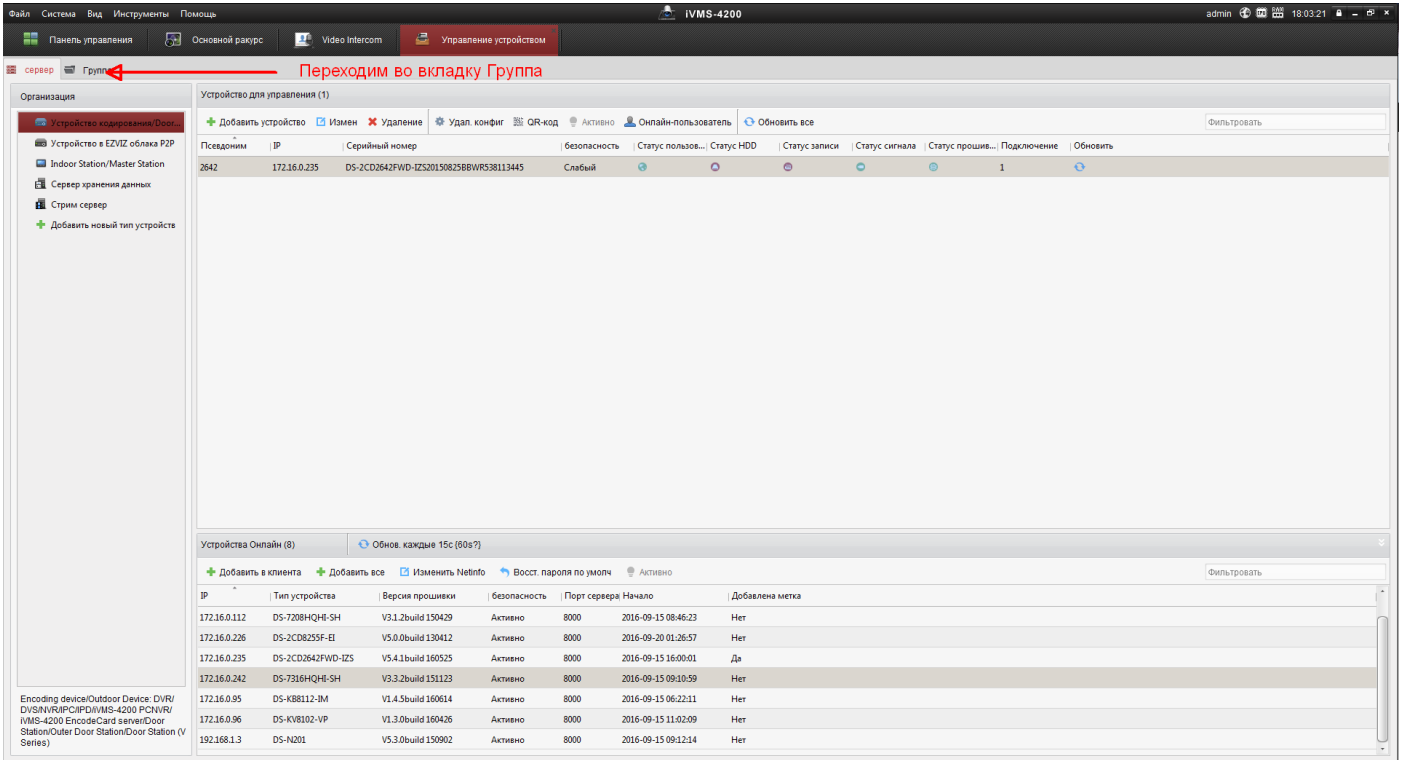 Файл Система Вид Инструменты Помощь iVMS-4200 admin 18:03:21
Панель управления Основной ракурс Video Intercom Управление устройством
сервер Группа Переходим во вкладку Группа
Организация
Устройство кодирования/Door...
Устройство в EZVIZ облака P2P
Indoor Station/Master Station
Сервер хранения данных
Стрим сервер
Добавить новый тип устройств
Encoding device/Outdoor Device: DVR/
DVS/NVR/IPC/IPD/iVMS-4200 PCNVR/
iVMS-4200 EncodeCard server/Door
Station/Outer Door Station/Door Station (V
Series)
Устройство для управления (1)
Добавить устройство Измен Удаление Удал. конфиг QR-код Активно Онлайн-пользователь Обновить все Фильтровать
Псевдоним IP Серийный номер безопасность Статус пользов... Статус HDD Статус записи Статус сигнала Статус прошив... Подключение Обновить
2642 172.16.0.235 DS-2CD2642FWD-IZS20150825BBWR538113445 Слабый 1
Устройства Онлайн (8) Обнов. каждые 15с{60s?}
Добавить в клиента Добавить все Изменить Netinfo Восст. пароля по умолч Активно Фильтровать
IP Тип устройства Версия прошивки безопасность Порт сервера Начало Добавлена метка
172.16.0.112 DS-7208HQHI-SH V3.1.2build 150429 Активно 8000 2016-09-15 08:46:23 Нет
172.16.0.226 DS-2CD8255F-EI V5.0.0build 130412 Активно 8000 2016-09-20 01:26:57 Нет
172.16.0.235 DS-2CD2642FWD-IZS V5.4.1build 160525 Активно 8000 2016-09-15 16:00:01 Да
172.16.0.242 DS-7316HQHI-SH V3.3.2build 151123 Активно 8000 2016-09-15 09:10:59 Нет
172.16.0.95 DS-KB8112-IM V1.4.5build 160614 Активно 8000 2016-09-15 06:22:11 Нет
172.16.0.96 DS-KV8102-VP V1.3.0build 160426 Активно 8000 2016-09-15 11:02:09 Нет
192.168.1.3 DS-N201 V5.3.0build 150902 Активно 8000 2016-09-15 09:12:14 Нет